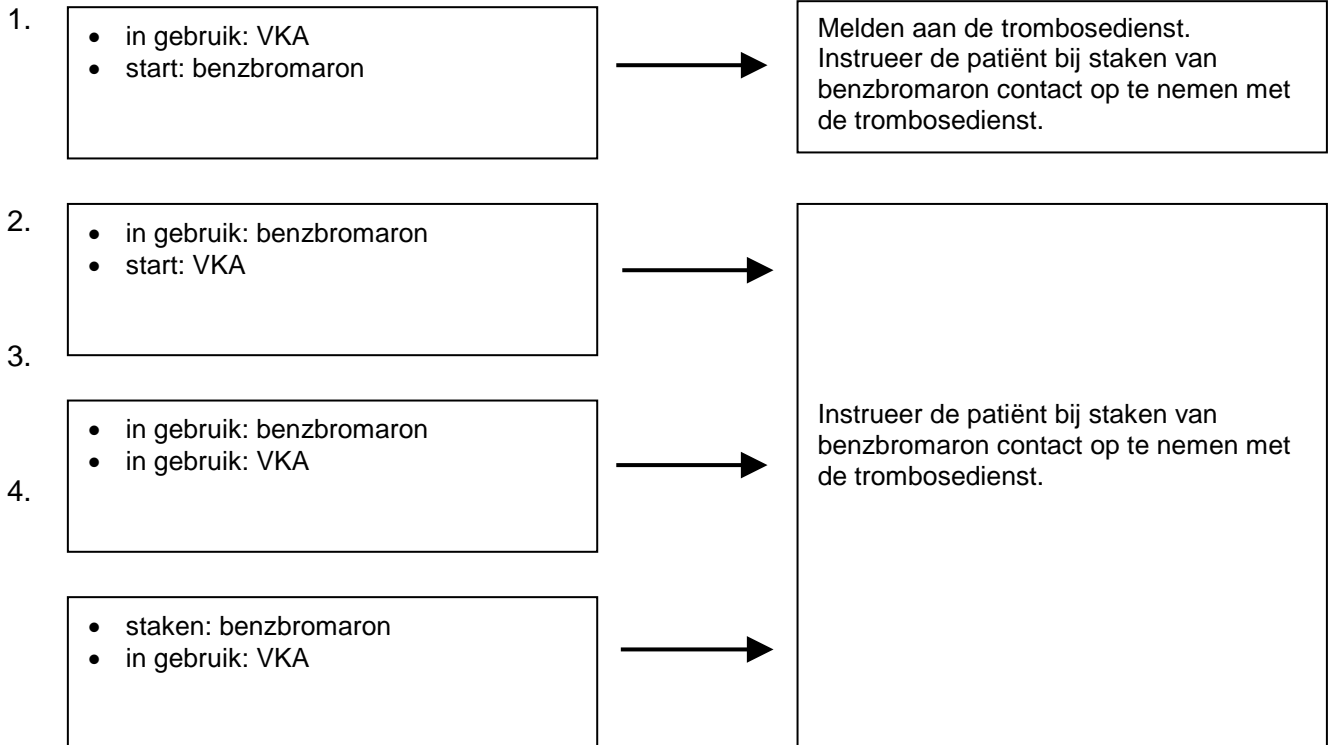 1.
• in gebruik: VKA
• start: benzbromaron
Melden aan de trombosedienst.
Instrueer de patiënt bij staken van
benzbromaron contact op te nemen met
de trombosedienst.
2.
• in gebruik: benzbromaron
• start: VKA
3.
• in gebruik: benzbromaron
• in gebruik: VKA
Instrueer de patiënt bij staken van
benzbromaron contact op te nemen met
de trombosedienst.
4.
• staken: benzbromaron
• in gebruik: VKA